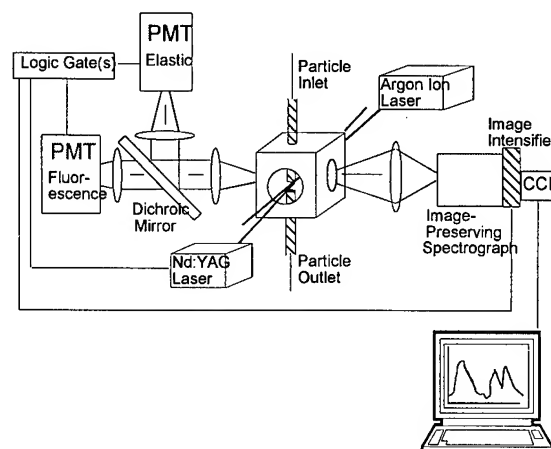 PMT
Elastic
Logic Gate(s)
Particle
Inlet
Argon Ion
Laser
Image
Intensifie
PMT
Fluor-
escence
Dichroic
Mirror
CCI
Image-
Preserving
Spectrograph
Nd:YAG
Laser
Particle
Outlet